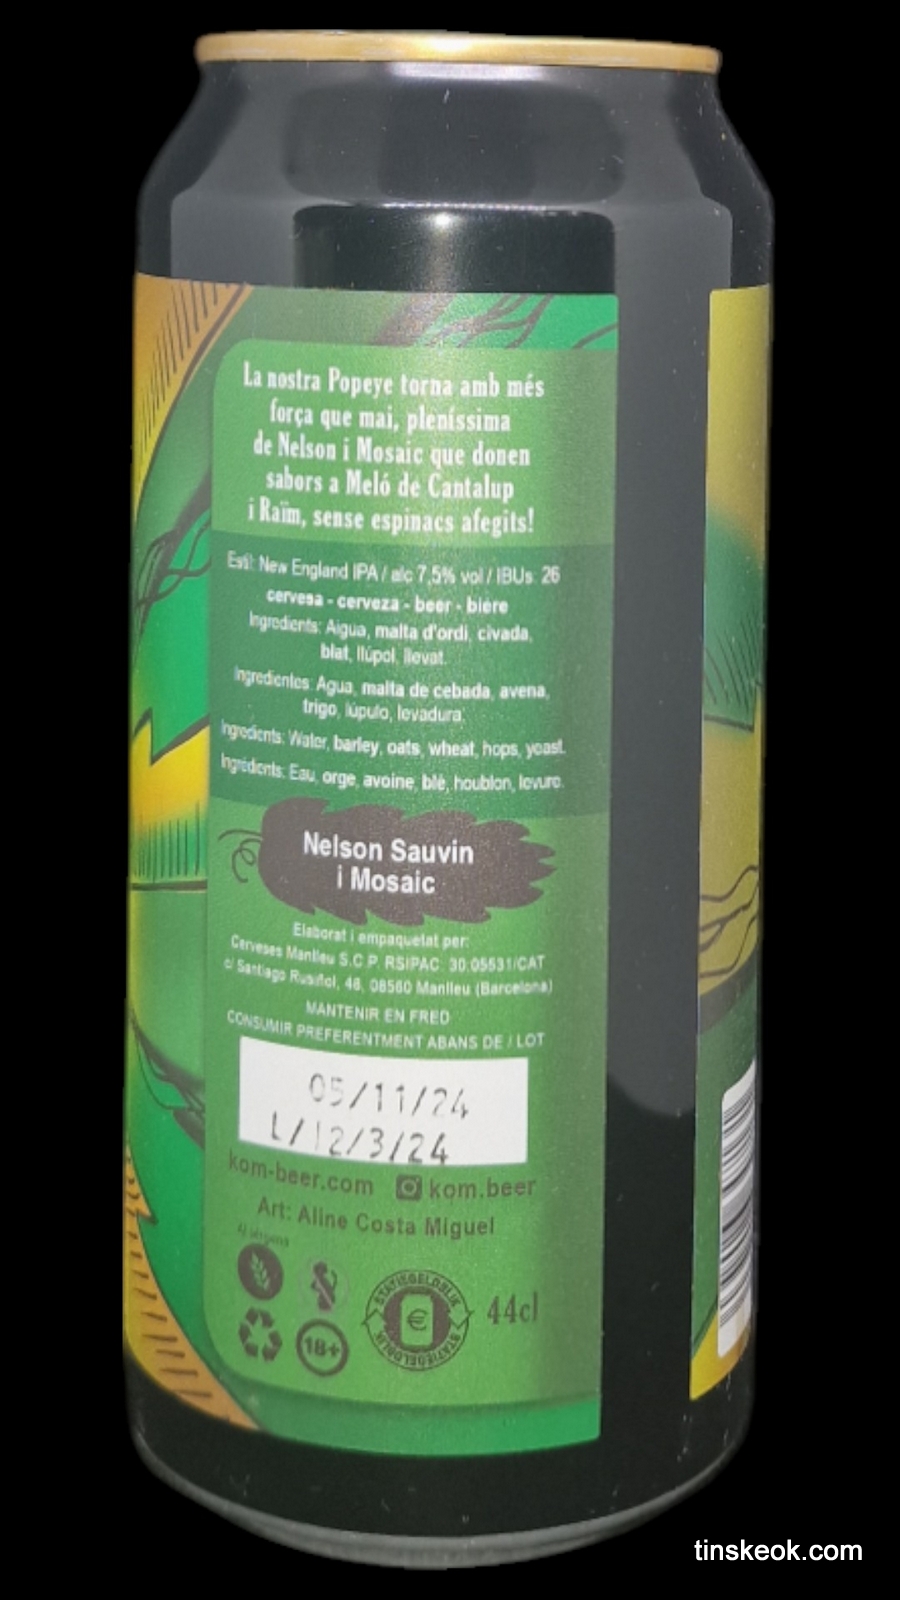 La nostra Popeye torna amb més
força que mai, pleníssima
de Nelson i Mosaic que donen
sabors a Meló de Cantalup
i Raïm, sense espinacs afegits!
Estil: New England IPA / alc 7,5% vol / IBUs: 26
cervesa - cerveza - beer - bière
Ingredients: Aigua, malta d'ordi, civada,
blat, llúpol, llevat.
Ingredientes: Agua, malta de cebada, avena,
trigo, lúpulo, levadura.
Ingredients: Water, barley, oats, wheat, hops, yeast.
Ingrédients: Eau, orge, avoine, blé, houblon, levure.
Nelson Sauvin
i Mosaic
Elaborat i empaquetat per:
Cerveses Manlleu S.C.P. RSIPAC: 30.05531/CAT
c/ Santiago Rusiñol, 46, 08560 Manlleu (Barcelona)
MANTENIR EN FRED
CONSUMIR PREFERENTMENT ABANS DE / LOT
05/11/24
L/12/3/24
kom-beer.com kom.beer
Art: Aline Costa Miguel
STATIEGELDBLIK
€
STATIEGELDBLIK
44cl
18+
tinskeok.com